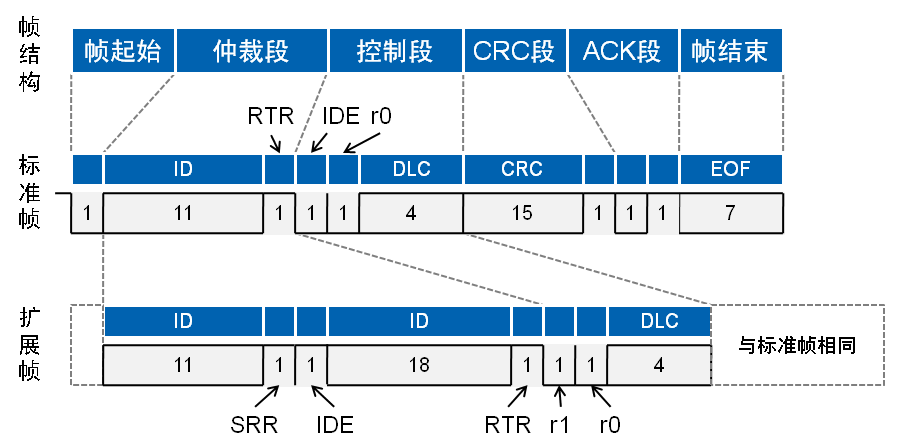 帧结构
帧起始 仲裁段 控制段 CRC段 ACK段 帧结束
RTR IDE r0
标准帧
ID DLC CRC EOF
1 11 1 1 1 4 15 1 1 1 7
扩展帧
ID ID DLC
11 1 1 18 1 1 1 4
与标准帧相同
SRR IDE RTR r1 r0